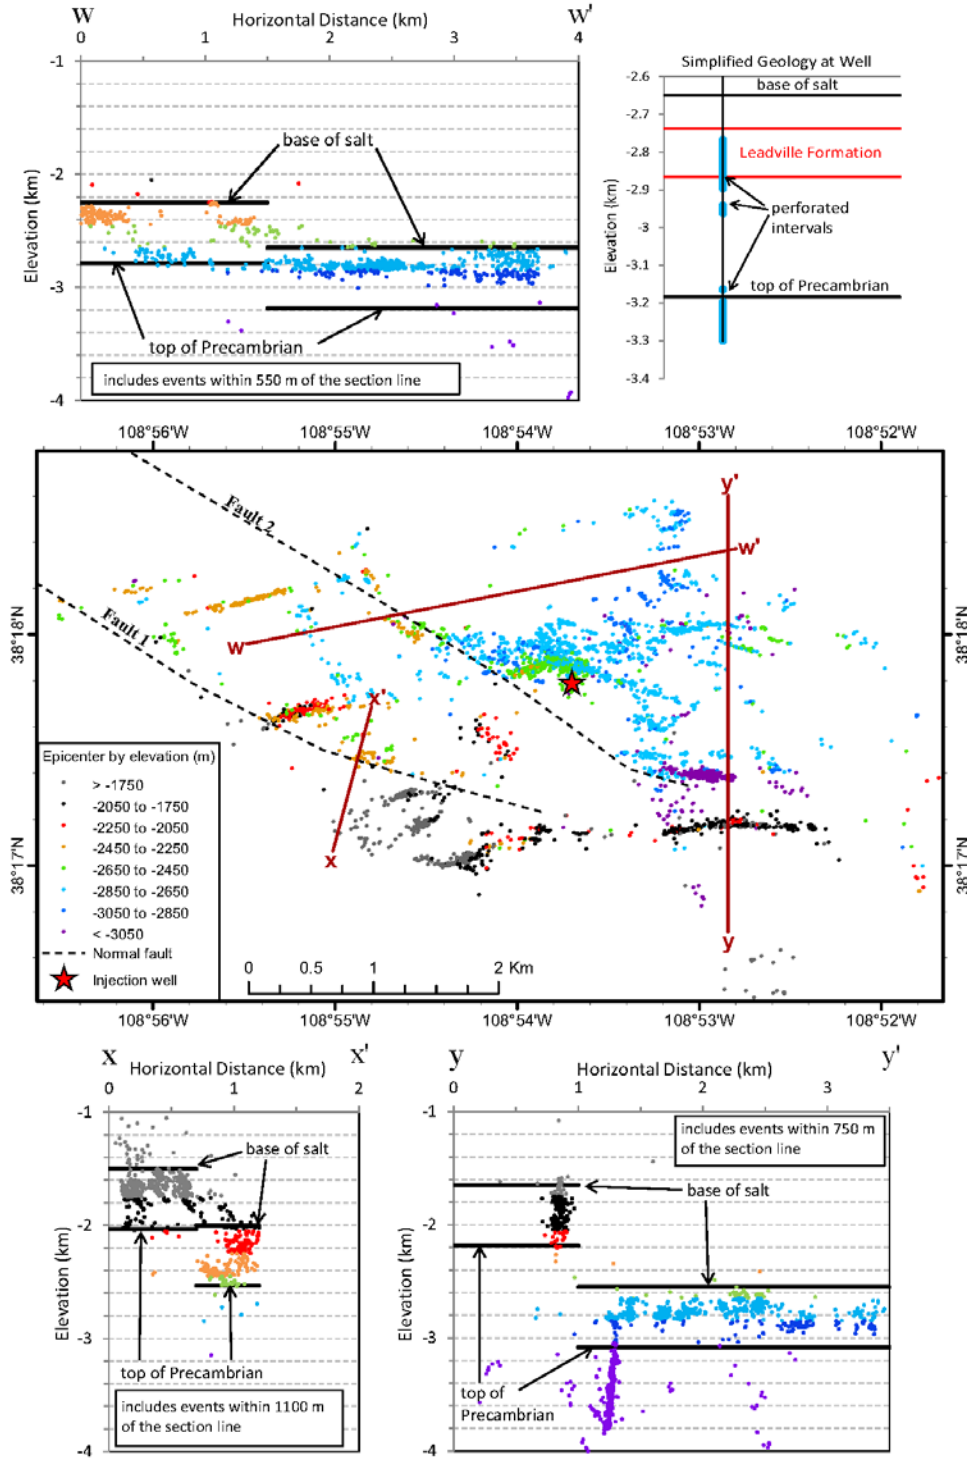 W
Horizontal Distance (km)
W'
0
1
2
3
4
-1
-2
-3
-4
Elevation (km)
base of salt
top of Precambrian
includes events within 550 m of the section line
Simplified Geology at Well
-2.6
-2.7
-2.8
-2.9
-3
-3.1
-3.2
-3.3
-3.4
Elevation (km)
base of salt
Leadville Formation
perforated
intervals
top of Precambrian
108°56'W
108°55'W
108°54'W
108°53'W
108°52'W
38°18'N
38°17'N
38°18'N
38°17'N
Fault 2
Fault 1
w
w'
x'
x
y'
y
Epicenter by elevation (m)
> -1750
-2050 to -1750
-2250 to -2050
-2450 to -2250
-2650 to -2450
-2850 to -2650
-3050 to -2850
< -3050
Normal fault
Injection well
0
0.5
1
2 Km
108°56'W
108°55'W
108°54'W
108°53'W
108°52'W
X
X'
Horizontal Distance (km)
0
1
2
-1
-2
-3
-4
Elevation (km)
base of salt
top of Precambrian
includes events within 1100 m
of the section line
y
y'
Horizontal Distance (km)
0
1
2
3
-1
-2
-3
-4
Elevation (km)
includes events within 750 m
of the section line
base of salt
top of
Precambrian